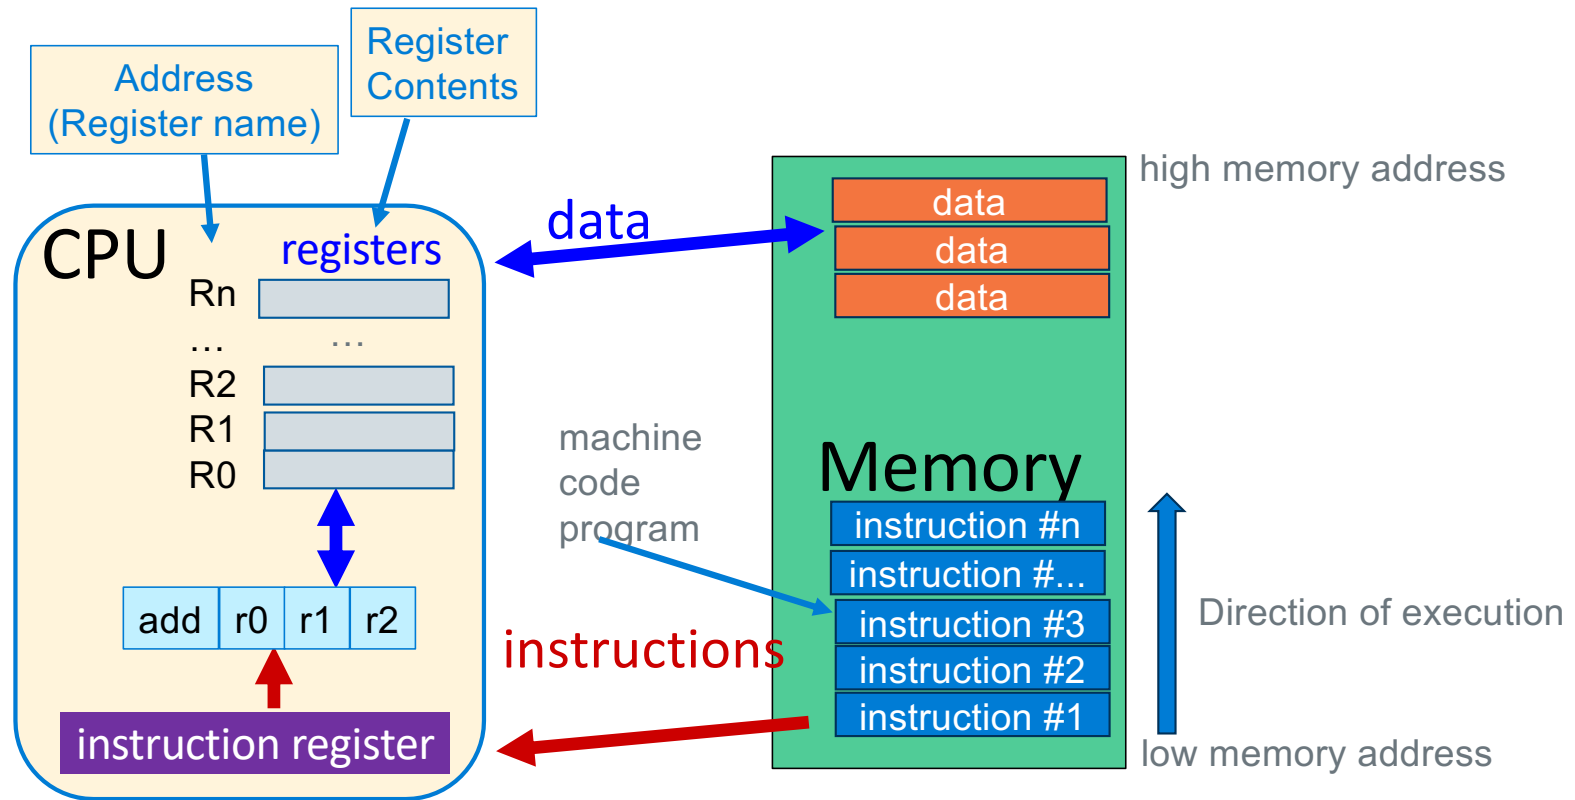 Address
(Register name)
Register
Contents
CPU
registers
Rn
... ...
R2
R1
R0
add r0 r1 r2
instruction register
data
instructions
machine
code
program
high memory address
data
data
data
Memory
instruction #n
instruction #...
instruction #3
instruction #2
instruction #1
Direction of execution
low memory address